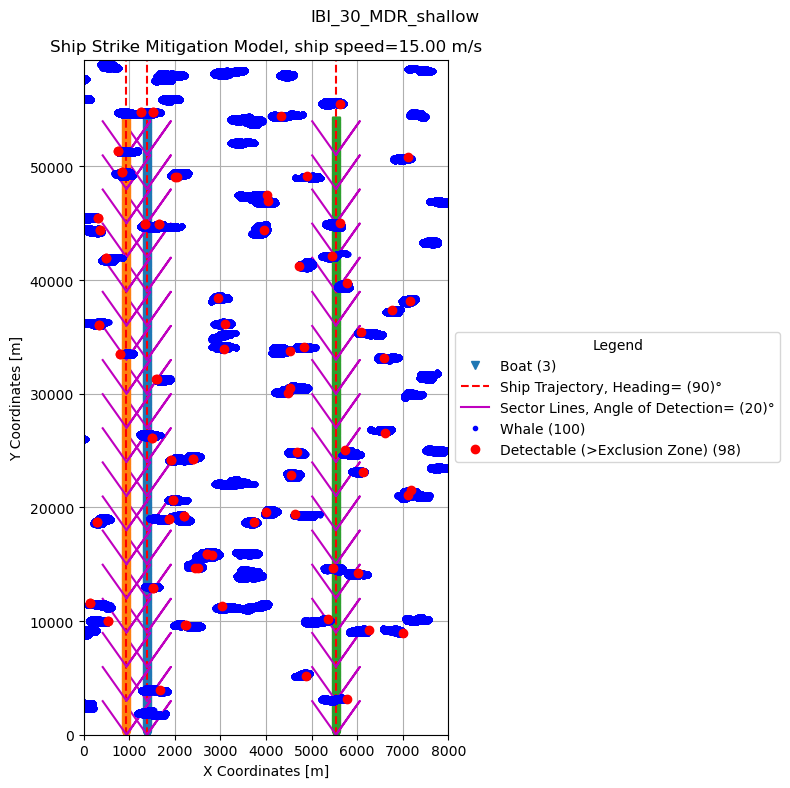 IBI_30_MDR_shallow
Ship Strike Mitigation Model, ship speed=15.00 m/s
Y Coordinates [m]
50000
40000
30000
20000
10000
0
0 1000 2000 3000 4000 5000 6000 7000 8000
X Coordinates [m]
Legend
Boat (3)
Ship Trajectory, Heading= (90)°
Sector Lines, Angle of Detection= (20)°
Whale (100)
Detectable (>Exclusion Zone) (98)